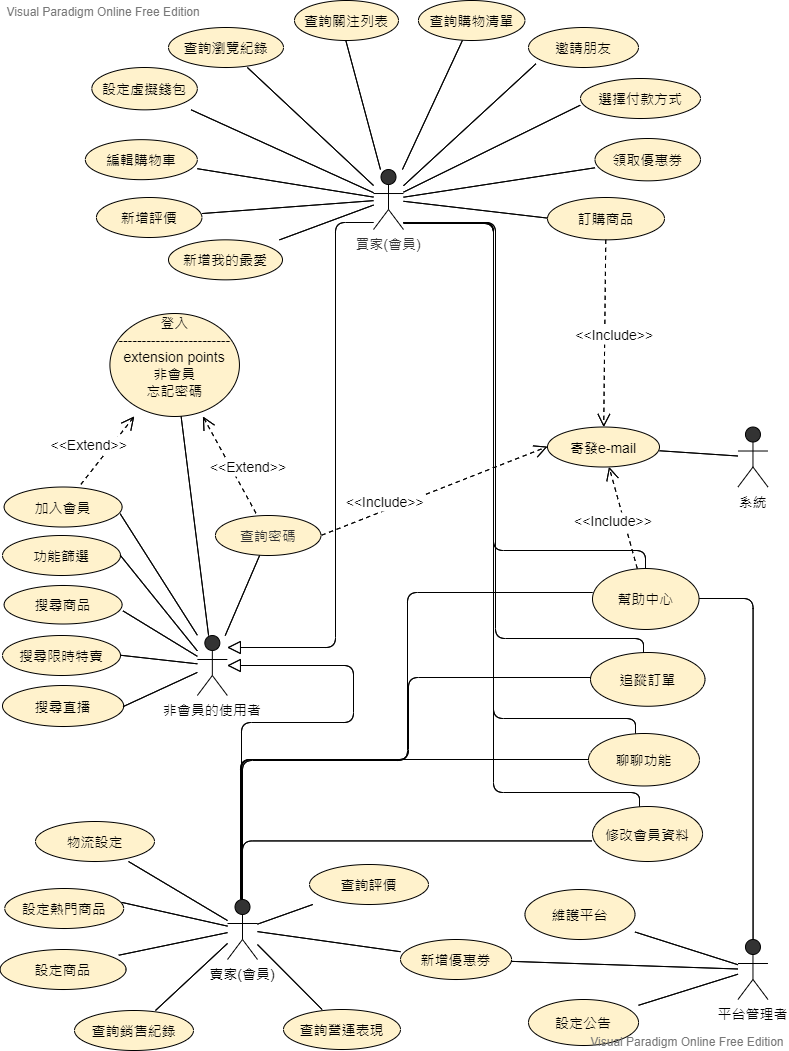 Visual Paradigm Online Free Edition
查詢關注列表
查詢購物清單
查詢瀏覽紀錄
邀請朋友
設定虛擬錢包
選擇付款方式
編輯購物車
領取優惠券
新增評價
訂購商品
買家(會員)
新增我的最愛
登入
extension points
非會員
忘記密碼
<<Include>>
<<Extend>>
<<Extend>>
寄發e-mail
系統
<<Include>>
加入會員
查詢密碼
<<Include>>
功能篩選
搜尋商品
幫助中心
搜尋限時特賣
追蹤訂單
搜尋直播
非會員的使用者
聊聊功能
修改會員資料
物流設定
查詢評價
設定熱門商品
維護平台
設定商品
賣家(會員)
新增優惠券
平台管理者
查詢銷售紀錄
查詢營運表現
設定公告
Visual Paradigm Online Free Edition